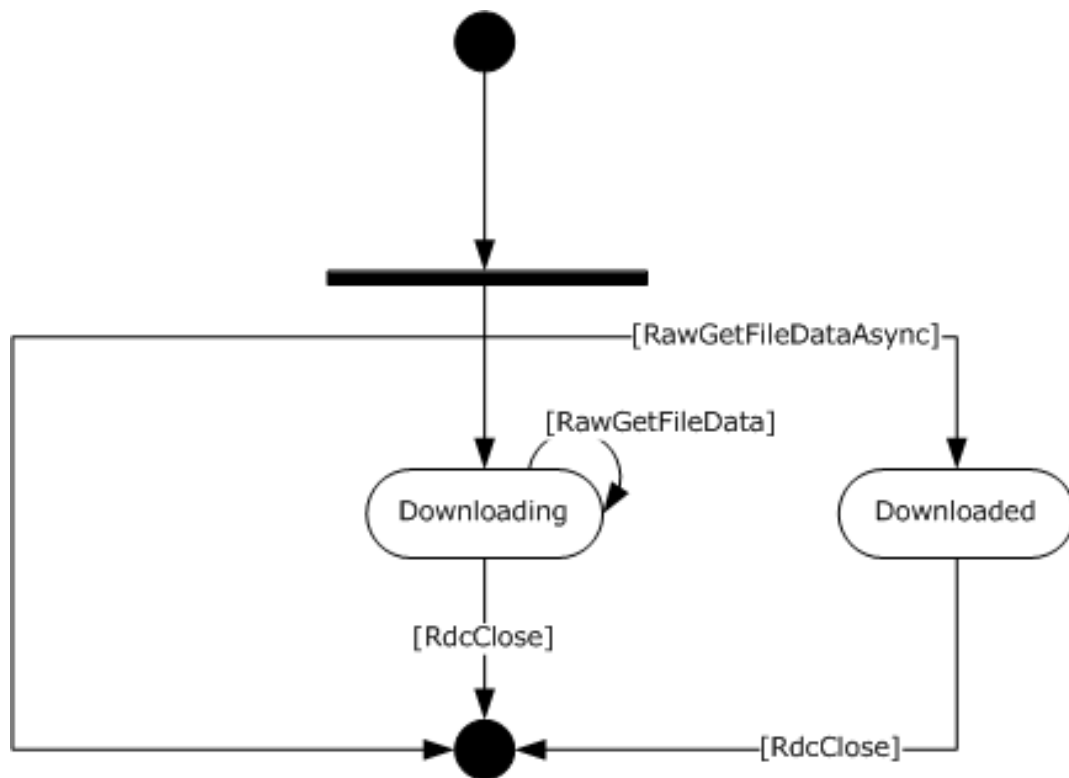 [RawGetFileDataAsync]
[RawGetFileData]
Downloading
Downloaded
[RdcClose]
[RdcClose]